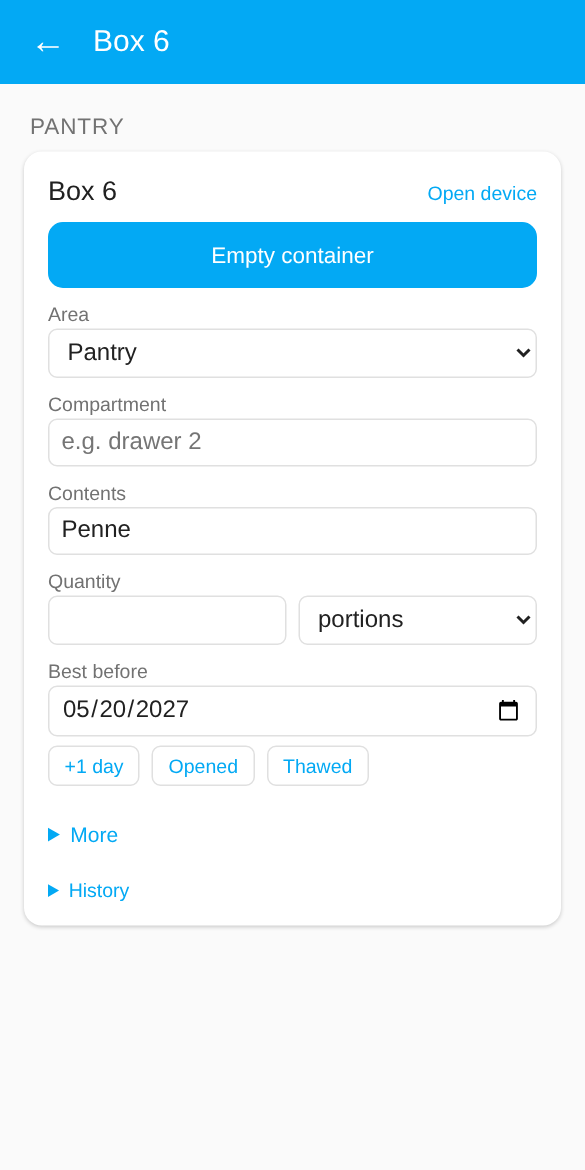 ← Box 6
PANTRY
Box 6 Open device
Empty container
Area
Pantry
Compartment
e.g. drawer 2
Contents
Penne
Quantity
portions
Best before
05/20/2027
+1 day Opened Thawed
More
History